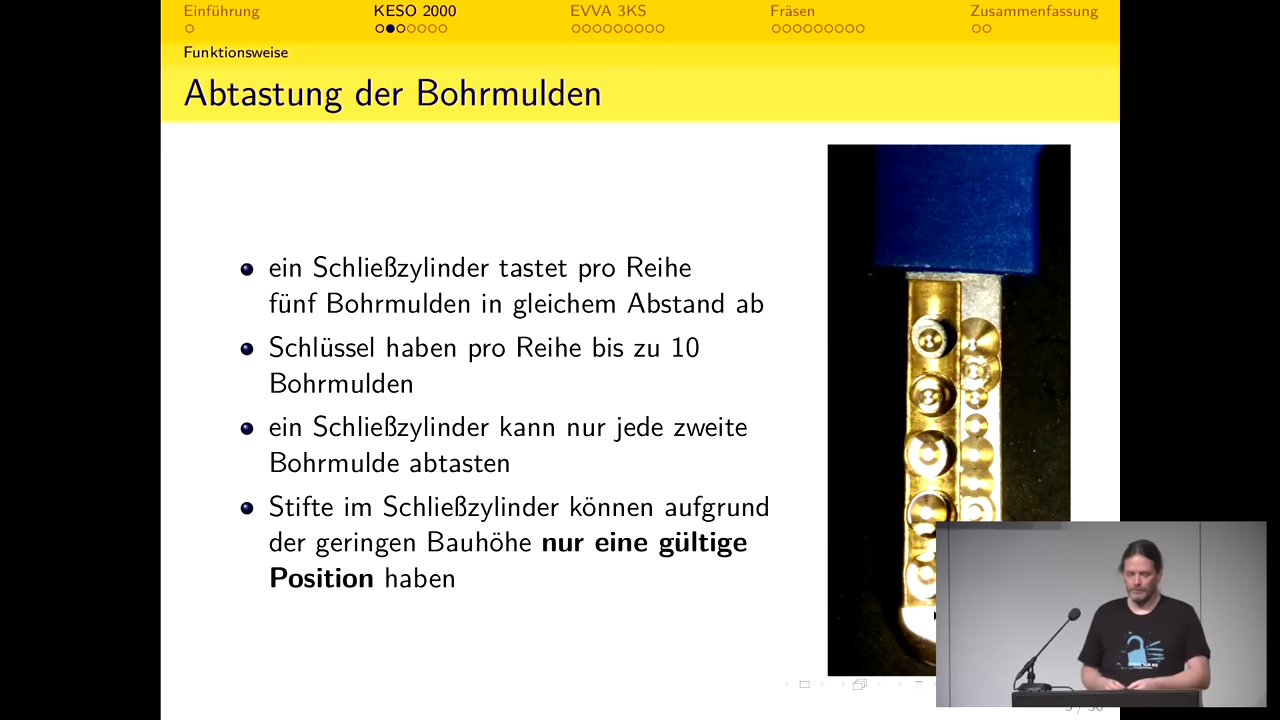 Einführung
KESO 2000
EVVA 3KS
Fräsen
Zusammenfassung
Funktionsweise
Abtastung der Bohrmulden
ein Schließzylinder tastet pro Reihe
fünf Bohrmulden in gleichem Abstand ab
Schlüssel haben pro Reihe bis zu 10
Bohrmulden
ein Schließzylinder kann nur jede zweite
Bohrmulde abtasten
Stifte im Schließzylinder können aufgrund
der geringen Bauhöhe nur eine gültige
Position haben